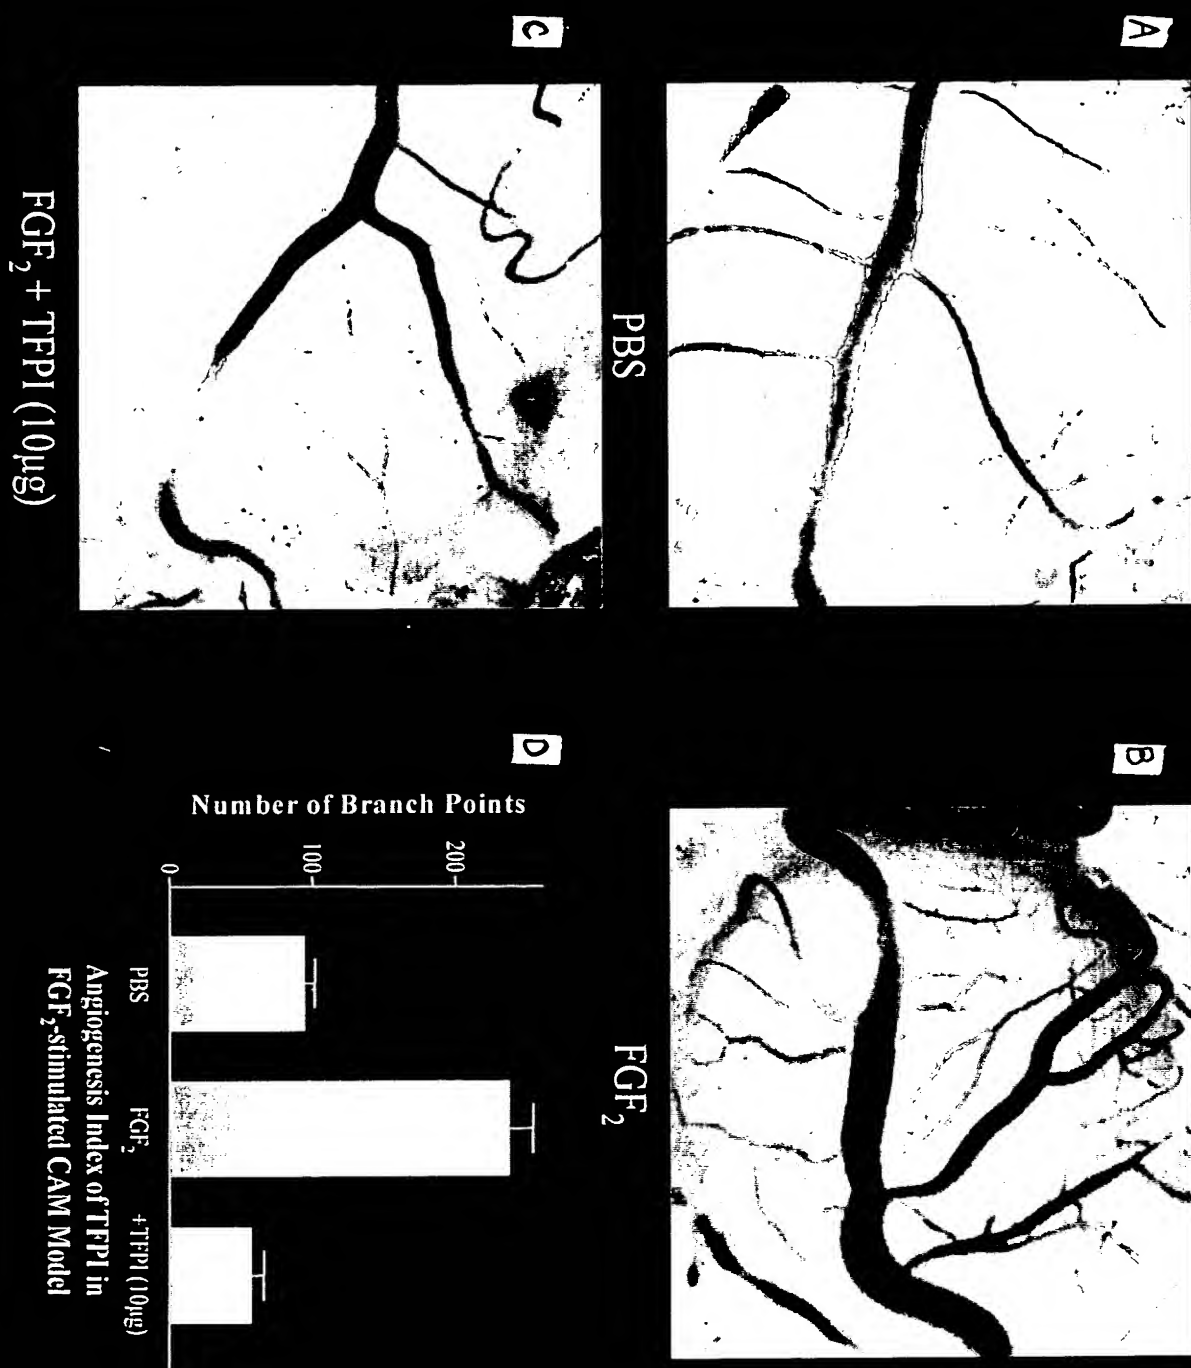 A
PBS
B
FGF₂
C
FGF₂ + TFPI (10µg)
D
Number of Branch Points
200
100
0
PBS
FGF₂
+TFPI (10µg)
Angiogenesis Index of TFPI in
FGF₂-stimulated CAM Model